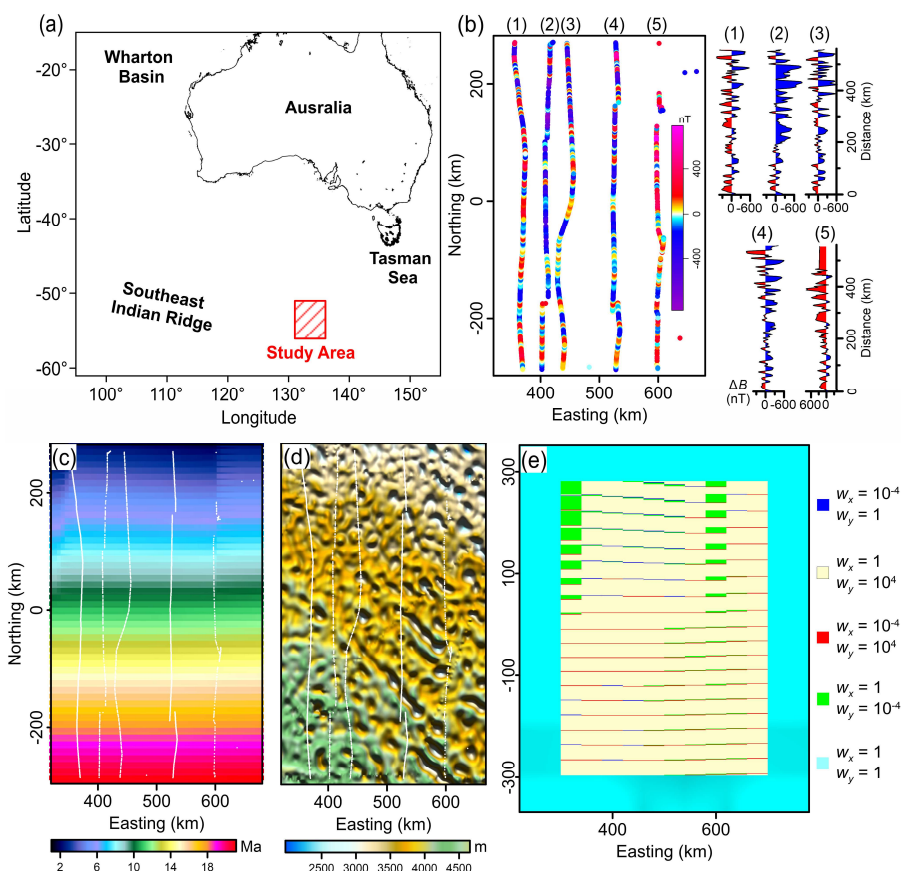 (a)
Wharton
Basin
Ausralia
Tasman
Sea
Southeast
Indian Ridge
Study Area
-20°
-30°
-40°
-50°
-60°
Latitude
100° 110° 120° 130° 140° 150°
Longitude
(b)
(1) (2) (3) (4) (5)
200
0
-200
Northing (km)
400 600
Easting (km)
nT
400
0
-400
(1) (2) (3)
400
200
0
Distance (km)
0-600 0-600 0-600
(4) (5)
400
200
0
Distance (km)
ΔB
(nT)
0 -600 6000 0
(c)
200
0
-200
Northing (km)
400 600
Easting (km)
Ma
2 6 10 14 18
(d)
400 600
Easting (km)
m
2500 3000 3500 4000 4500
(e)
300
100
-100
-300
400 600
Easting (km)
wx = 10-4
wy = 1
wx = 1
wy = 104
wx = 10-4
wy = 104
wx = 1
wy = 10-4
wx = 1
wy = 1